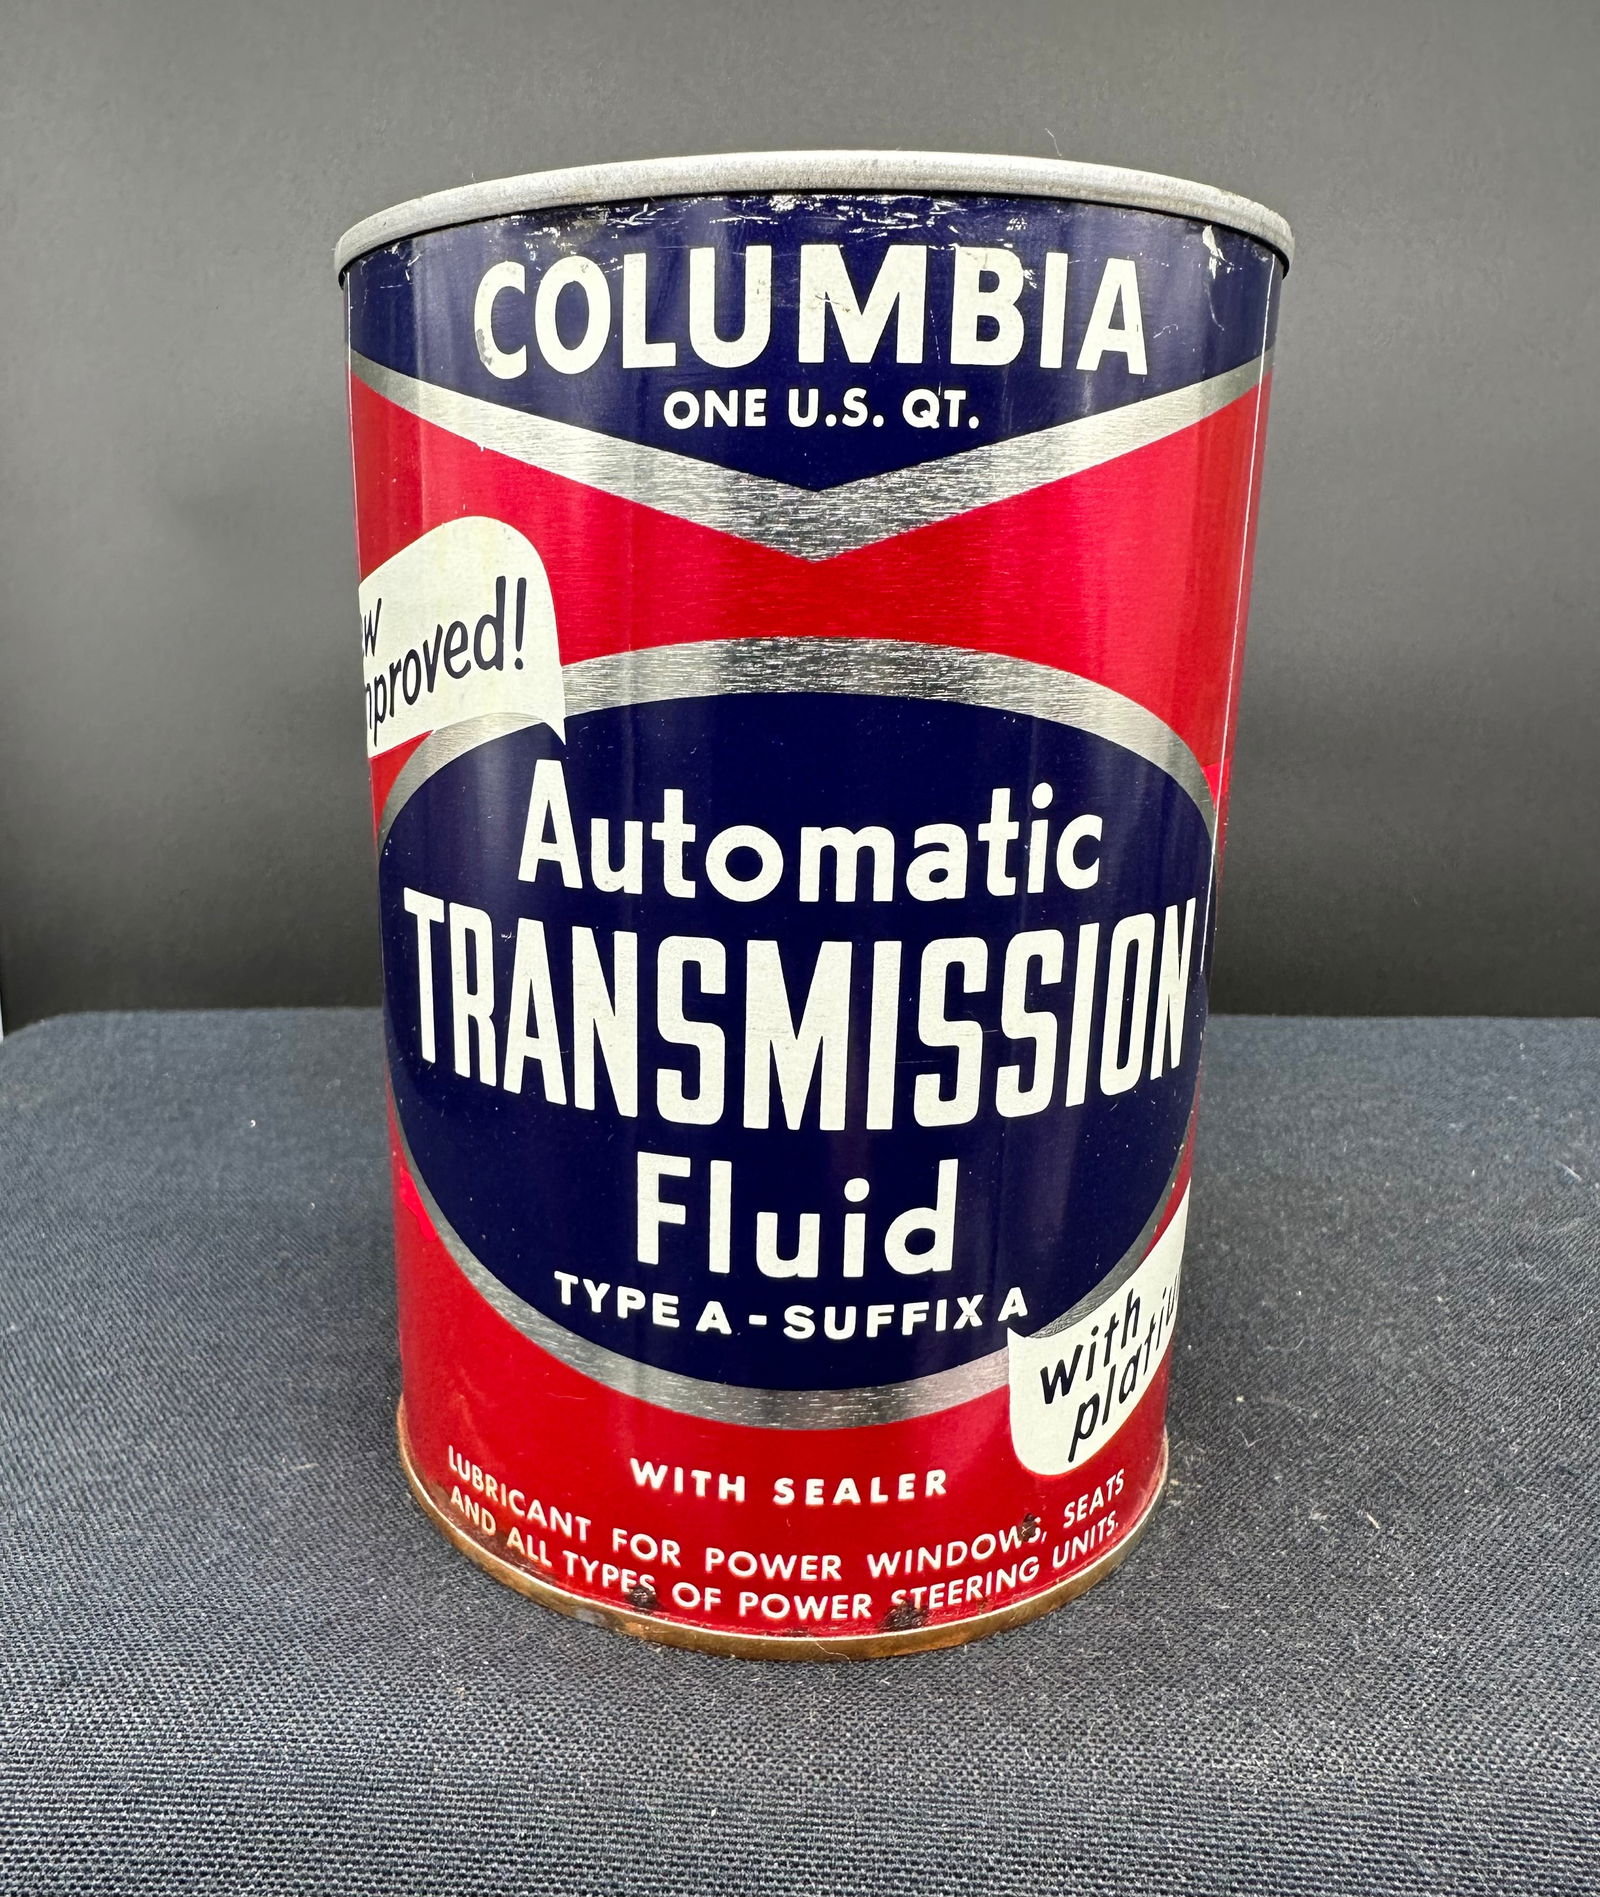 COLUMBIA
ONE U.S. QT.
improved!
Automatic
TRANSMISSION
Fluid
TYPE A - SUFFIX A
with
WITH SEALER
LUBRICANT FOR POWER WINDOWS, SEATS
AND ALL TYPES OF POWER STEERING UNITS.